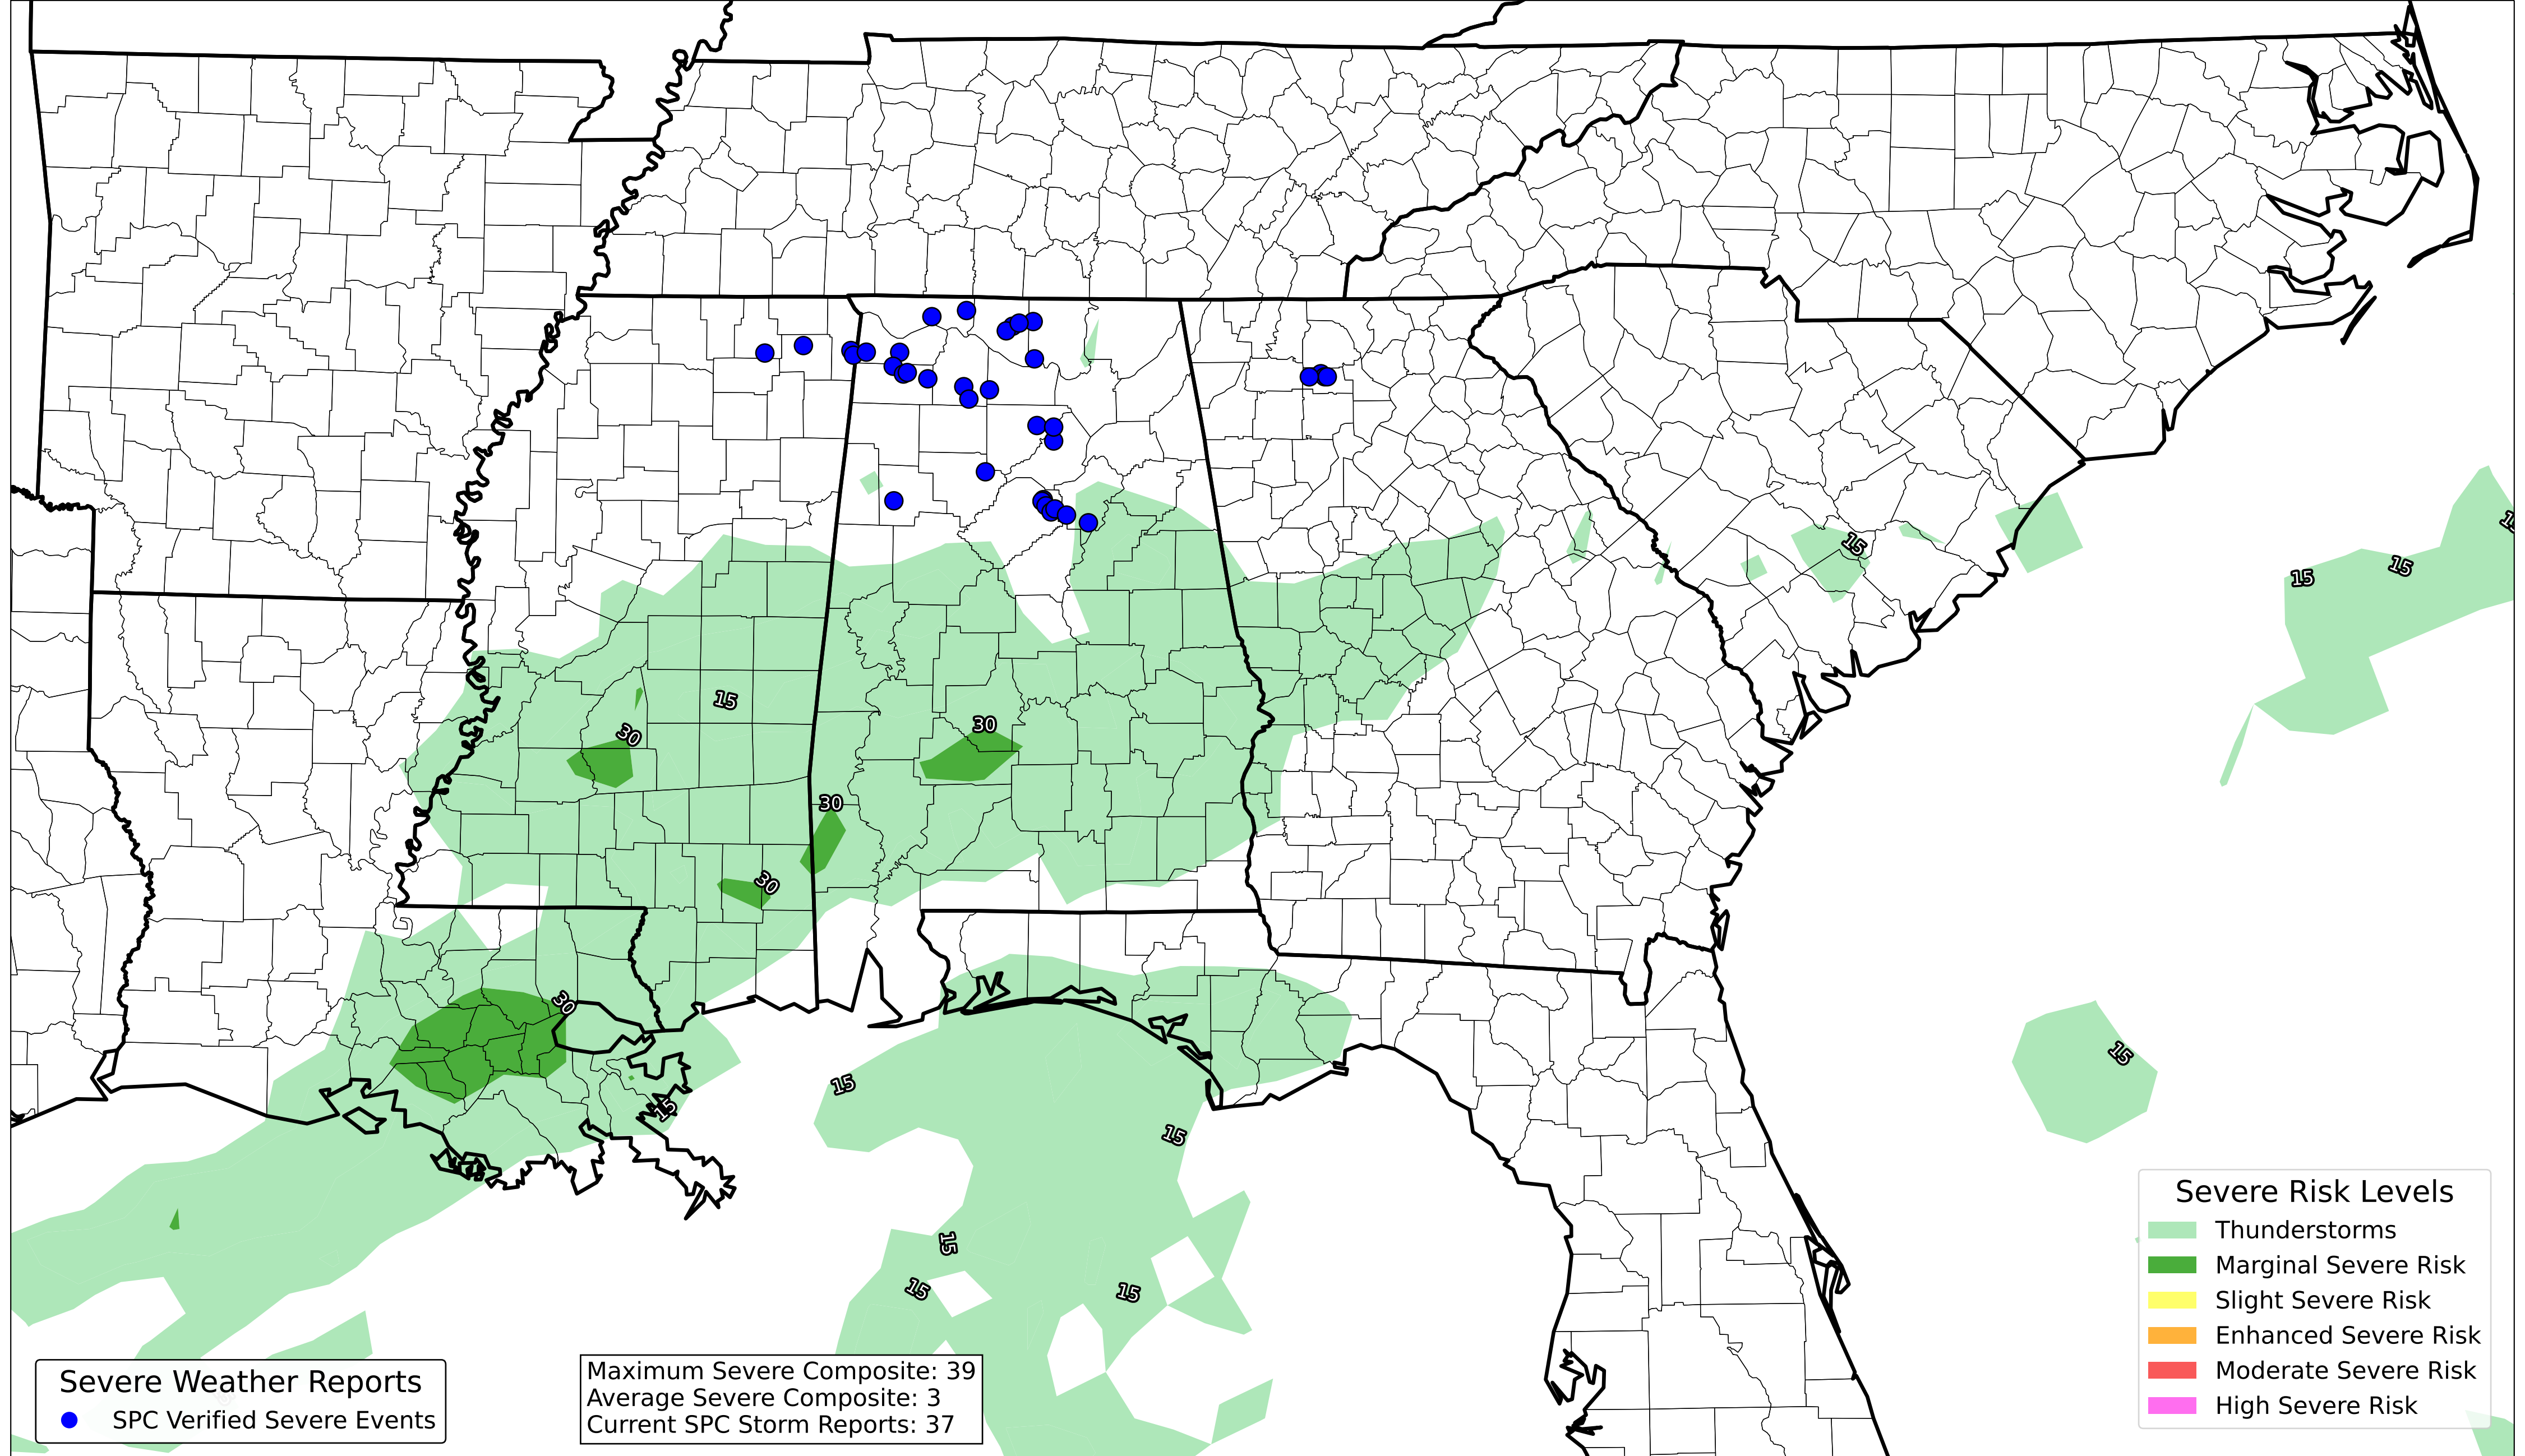 15
15
15
15
15
30
30
30
30
30
15
15
15
15
15
15
15
Severe Risk Levels
Thunderstorms
Marginal Severe Risk
Slight Severe Risk
Enhanced Severe Risk
Moderate Severe Risk
High Severe Risk
Severe Weather Reports
SPC Verified Severe Events
Maximum Severe Composite: 39
Average Severe Composite: 3
Current SPC Storm Reports: 37